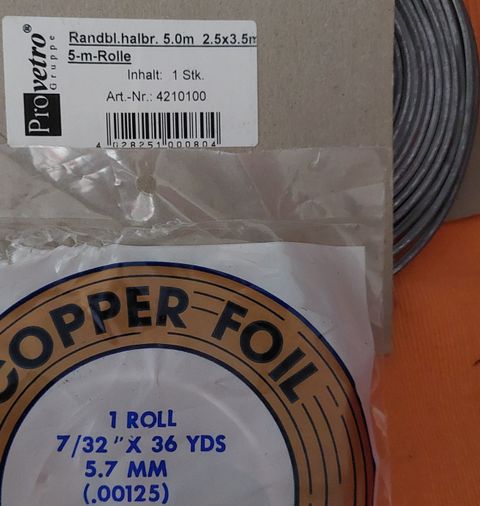 Provetro®
Gruppe
Randbl.halbr. 5.0m 2.5x3.5m
5-m-Rolle
Inhalt: 1 Stk.
Art.-Nr.: 4210100
4 028251 000804
COPPER FOIL
1 ROLL
7/32" X 36 YDS
5.7 MM
(.00125)